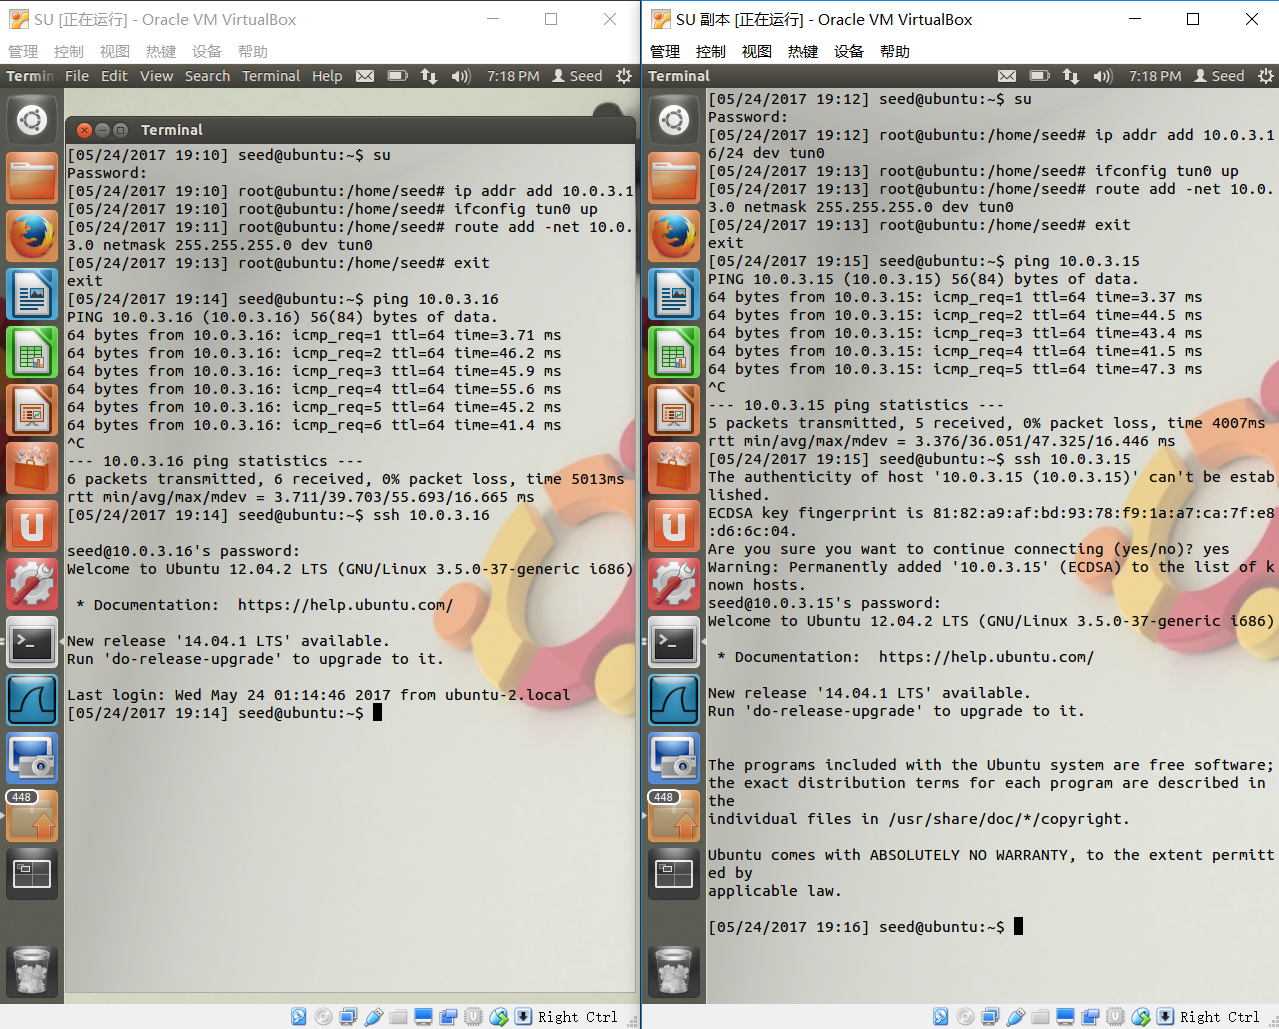 SU [正在运行] - Oracle VM VirtualBox
管理 控制 视图 热键 设备 帮助
Termin File Edit View Search Terminal Help 7:18 PM Seed
Terminal
[05/24/2017 19:10] seed@ubuntu:~$ su
Password:
[05/24/2017 19:10] root@ubuntu:/home/seed# ip addr add 10.0.3.1
[05/24/2017 19:10] root@ubuntu:/home/seed# ifconfig tun0 up
[05/24/2017 19:11] root@ubuntu:/home/seed# route add -net 10.0.
3.0 netmask 255.255.255.0 dev tun0
[05/24/2017 19:13] root@ubuntu:/home/seed# exit
exit
[05/24/2017 19:14] seed@ubuntu:~$ ping 10.0.3.16
PING 10.0.3.16 (10.0.3.16) 56(84) bytes of data.
64 bytes from 10.0.3.16: icmp_req=1 ttl=64 time=3.71 ms
64 bytes from 10.0.3.16: icmp_req=2 ttl=64 time=46.2 ms
64 bytes from 10.0.3.16: icmp_req=3 ttl=64 time=45.9 ms
64 bytes from 10.0.3.16: icmp_req=4 ttl=64 time=55.6 ms
64 bytes from 10.0.3.16: icmp_req=5 ttl=64 time=45.2 ms
64 bytes from 10.0.3.16: icmp_req=6 ttl=64 time=41.4 ms
^C
--- 10.0.3.16 ping statistics ---
6 packets transmitted, 6 received, 0% packet loss, time 5013ms
rtt min/avg/max/mdev = 3.711/39.703/55.693/16.665 ms
[05/24/2017 19:14] seed@ubuntu:~$ ssh 10.0.3.16
seed@10.0.3.16's password:
Welcome to Ubuntu 12.04.2 LTS (GNU/Linux 3.5.0-37-generic i686)
* Documentation:  https://help.ubuntu.com/
New release '14.04.1 LTS' available.
Run 'do-release-upgrade' to upgrade to it.
Last login: Wed May 24 01:14:46 2017 from ubuntu-2.local
[05/24/2017 19:14] seed@ubuntu:~$
448
Right Ctrl
SU 副本 [正在运行] - Oracle VM VirtualBox
管理 控制 视图 热键 设备 帮助
Terminal 7:18 PM Seed
[05/24/2017 19:12] seed@ubuntu:~$ su
Password:
[05/24/2017 19:12] root@ubuntu:/home/seed# ip addr add 10.0.3.1
6/24 dev tun0
[05/24/2017 19:13] root@ubuntu:/home/seed# ifconfig tun0 up
[05/24/2017 19:13] root@ubuntu:/home/seed# route add -net 10.0.
3.0 netmask 255.255.255.0 dev tun0
[05/24/2017 19:13] root@ubuntu:/home/seed# exit
exit
[05/24/2017 19:15] seed@ubuntu:~$ ping 10.0.3.15
PING 10.0.3.15 (10.0.3.15) 56(84) bytes of data.
64 bytes from 10.0.3.15: icmp_req=1 ttl=64 time=3.37 ms
64 bytes from 10.0.3.15: icmp_req=2 ttl=64 time=44.5 ms
64 bytes from 10.0.3.15: icmp_req=3 ttl=64 time=43.4 ms
64 bytes from 10.0.3.15: icmp_req=4 ttl=64 time=41.5 ms
64 bytes from 10.0.3.15: icmp_req=5 ttl=64 time=47.3 ms
^C
--- 10.0.3.15 ping statistics ---
5 packets transmitted, 5 received, 0% packet loss, time 4007ms
rtt min/avg/max/mdev = 3.376/36.051/47.325/16.446 ms
[05/24/2017 19:15] seed@ubuntu:~$ ssh 10.0.3.15
The authenticity of host '10.0.3.15 (10.0.3.15)' can't be estab
lished.
ECDSA key fingerprint is 81:82:a9:af:bd:93:78:f9:1a:a7:ca:7f:e8
:d6:6c:04.
Are you sure you want to continue connecting (yes/no)? yes
Warning: Permanently added '10.0.3.15' (ECDSA) to the list of k
nown hosts.
seed@10.0.3.15's password:
Welcome to Ubuntu 12.04.2 LTS (GNU/Linux 3.5.0-37-generic i686)
* Documentation:  https://help.ubuntu.com/
New release '14.04.1 LTS' available.
Run 'do-release-upgrade' to upgrade to it.
The programs included with the Ubuntu system are free software;
the exact distribution terms for each program are described in
the
individual files in /usr/share/doc/*/copyright.
Ubuntu comes with ABSOLUTELY NO WARRANTY, to the extent permitt
ed by
applicable law.
[05/24/2017 19:16] seed@ubuntu:~$
448
Right Ctrl